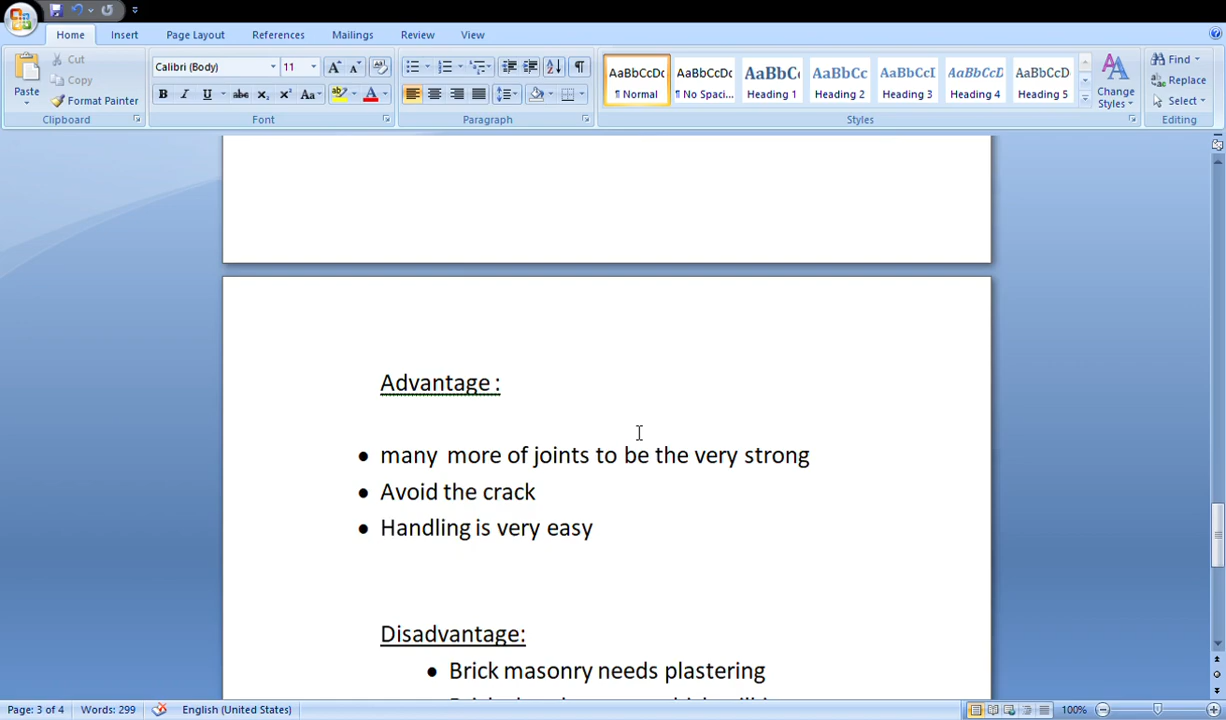 Home Insert Page Layout References Mailings Review View
Paste
Cut
Copy
Format Painter
Clipboard
Calibri (Body) 11
B I U abc X₂ X² Aa
Font
Paragraph
AaBbCcDc AaBbCcDc AaBbC AaBbCc AaBbCcI AaBbCcD AaBbCcD
¶ Normal ¶ No Spaci... Heading 1 Heading 2 Heading 3 Heading 4 Heading 5
Change Styles
Styles
Find
Replace
Select
Editing
Advantage :
• many more of joints to be the very strong
• Avoid the crack
• Handling is very easy
Disadvantage:
• Brick masonry needs plastering
Page: 3 of 4 Words: 299 English (United States) 100%